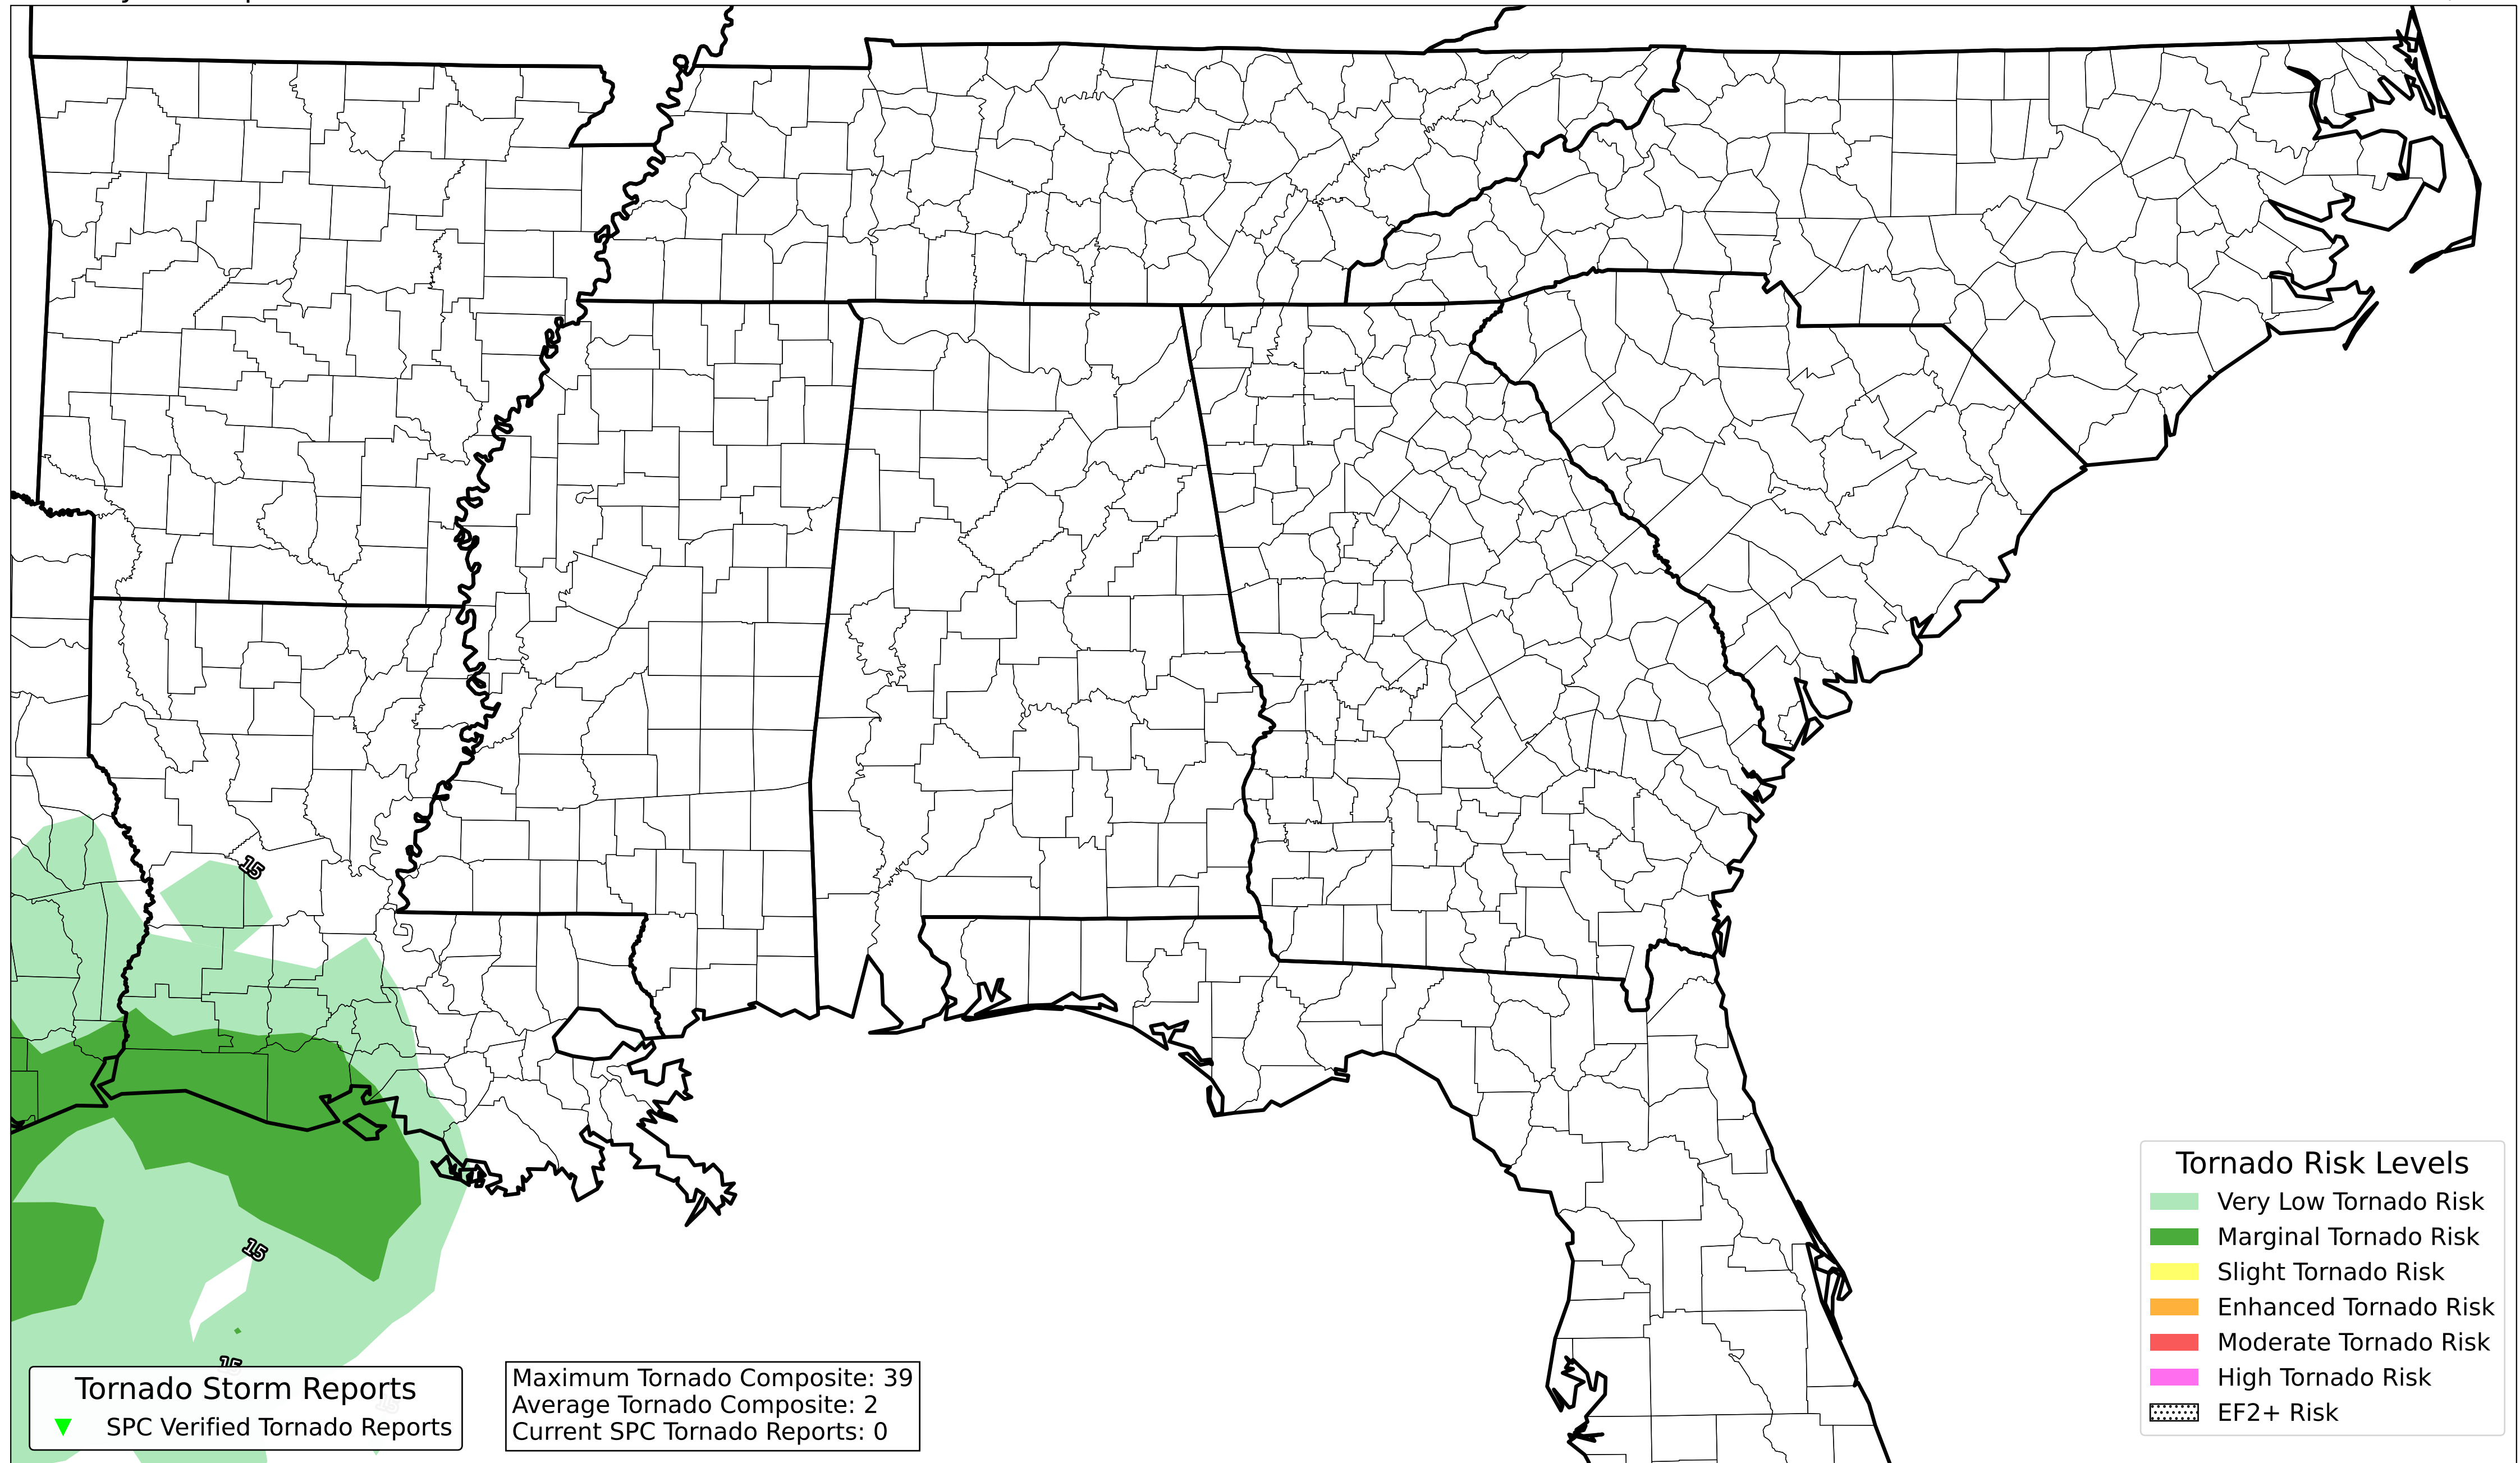 15
15
15
Tornado Risk Levels
Very Low Tornado Risk
Marginal Tornado Risk
Slight Tornado Risk
Enhanced Tornado Risk
Moderate Tornado Risk
High Tornado Risk
EF2+ Risk
Tornado Storm Reports
SPC Verified Tornado Reports
Maximum Tornado Composite: 39
Average Tornado Composite: 2
Current SPC Tornado Reports: 0